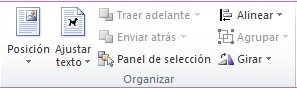 Posición
Ajustar
texto
Traer adelante
Enviar atrás
Panel de selección
Alinear
Agrupar
Girar
Organizar